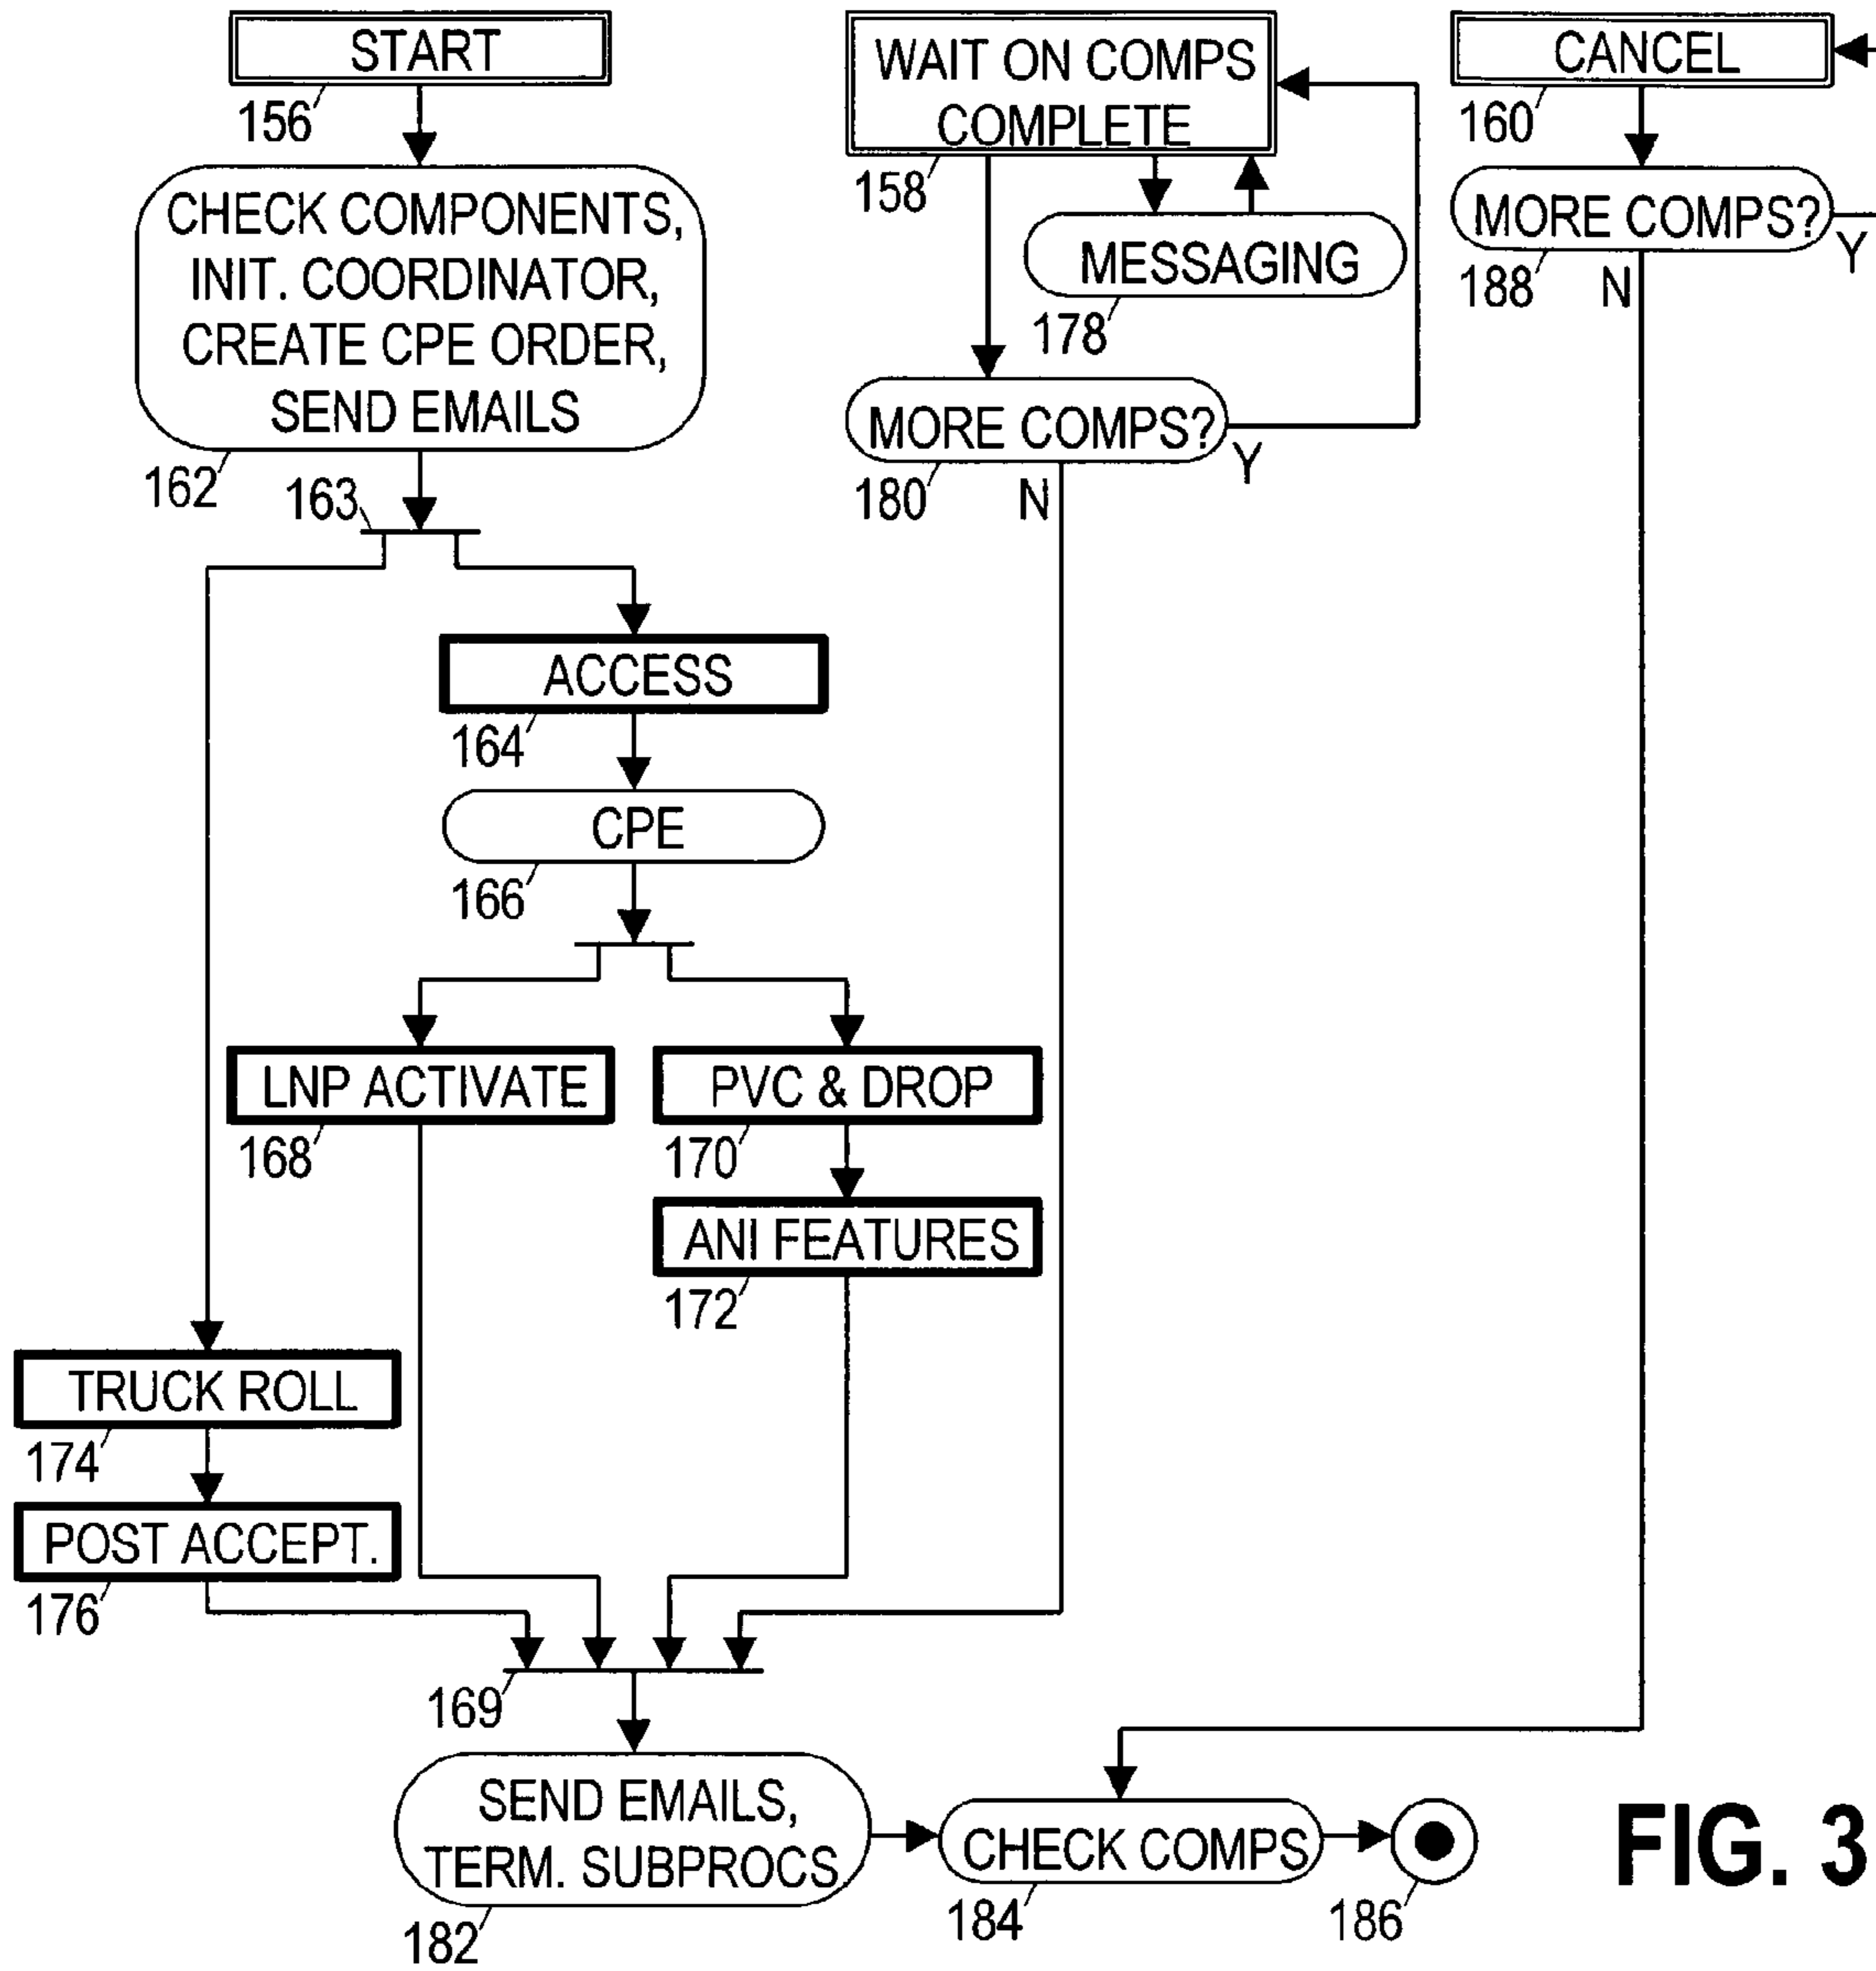 START
156
CHECK COMPONENTS,
INIT. COORDINATOR,
CREATE CPE ORDER,
SEND EMAILS
162
163
WAIT ON COMPS
COMPLETE
158
MESSAGING
178
MORE COMPS?
180
Y
N
CANCEL
160
MORE COMPS?
188
Y
N
ACCESS
164
CPE
166
LNP ACTIVATE
168
PVC & DROP
170
ANI FEATURES
172
TRUCK ROLL
174
POST ACCEPT.
176
169
SEND EMAILS,
TERM. SUBPROCS
182
CHECK COMPS
184
186
FIG. 3